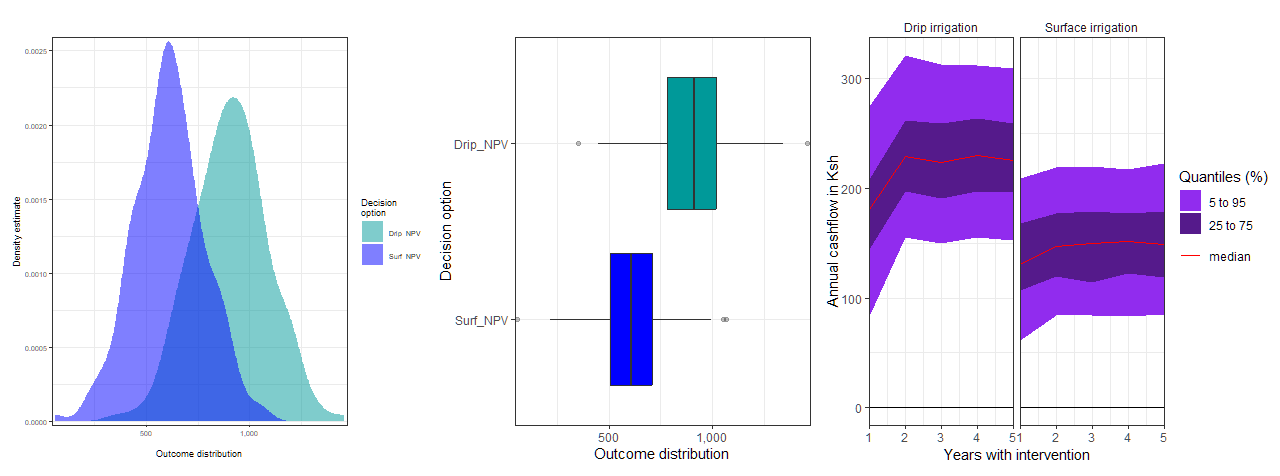 0.0025
0.0020
0.0015
0.0010
0.0005
0.0000
Density estimate
500
1,000
Outcome distribution
Decision
option
Drip_NPV
Surf_NPV
Decision option
Drip_NPV
Surf_NPV
500
1,000
Outcome distribution
Drip irrigation
Surface irrigation
Annual cashflow in Ksh
300
200
100
0
1 2 3 4 5
1 2 3 4 5
Years with intervention
Quantiles (%)
5 to 95
25 to 75
median